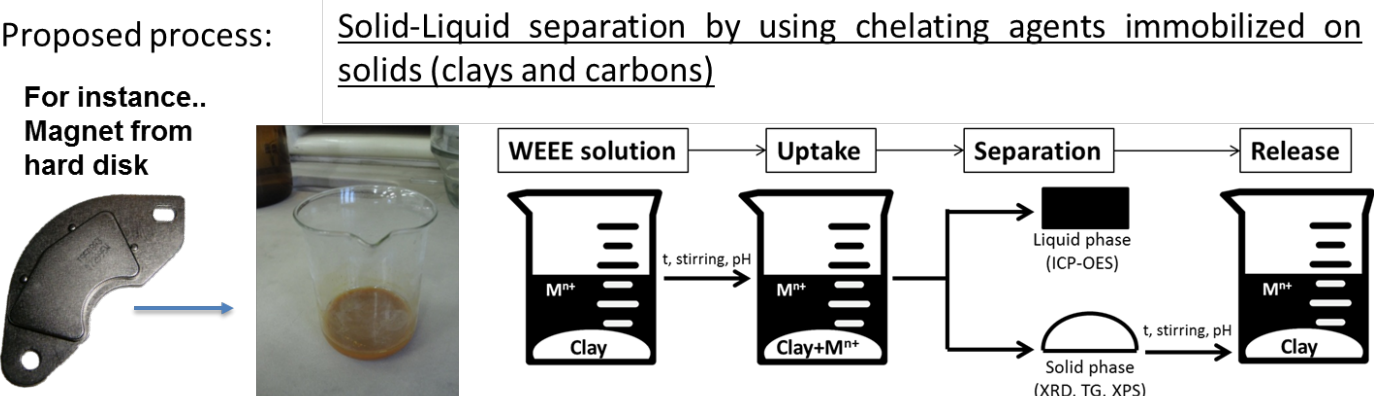 Proposed process:
Solid-Liquid separation by using chelating agents immobilized on
solids (clays and carbons)
For instance..
Magnet from
hard disk
WEEE solution
Uptake
Separation
Release
t, stirring, pH
Mⁿ⁺
Clay
Mⁿ⁺
Clay+Mⁿ⁺
Liquid phase
(ICP-OES)
Solid phase
(XRD, TG, XPS)
t, stirring, pH
Mⁿ⁺
Clay